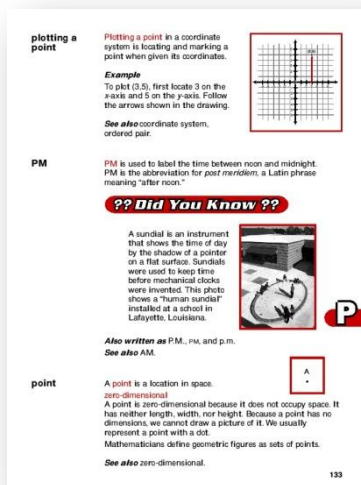 plotting a
point
Plotting a point in a coordinate
system is locating and marking a
point when given its coordinates.
Example
To plot (3,5), first locate 3 on the
x-axis and 5 on the y-axis. Follow
the arrows shown in the drawing.
See also coordinate system,
ordered pair.
PM
PM is used to label the time between noon and midnight.
PM is the abbreviation for post meridiem, a Latin phrase
meaning "after noon."
?? Did You Know ??
A sundial is an instrument
that shows the time of day
by the shadow of a pointer
on a flat surface. Sundials
were used to keep time
before mechanical clocks
were invented. This photo
shows a "human sundial"
installed at a school in
Lafayette, Louisiana.
P
Also written as P.M., PM, and p.m.
See also AM.
point
A point is a location in space.
A
zero-dimensional
A point is zero-dimensional because it does not occupy space. It
has neither length, width, nor height. Because a point has no
dimensions, we cannot draw a picture of it. We usually
represent a point with a dot.
Mathematicians define geometric figures as sets of points.
See also zero-dimensional.
133